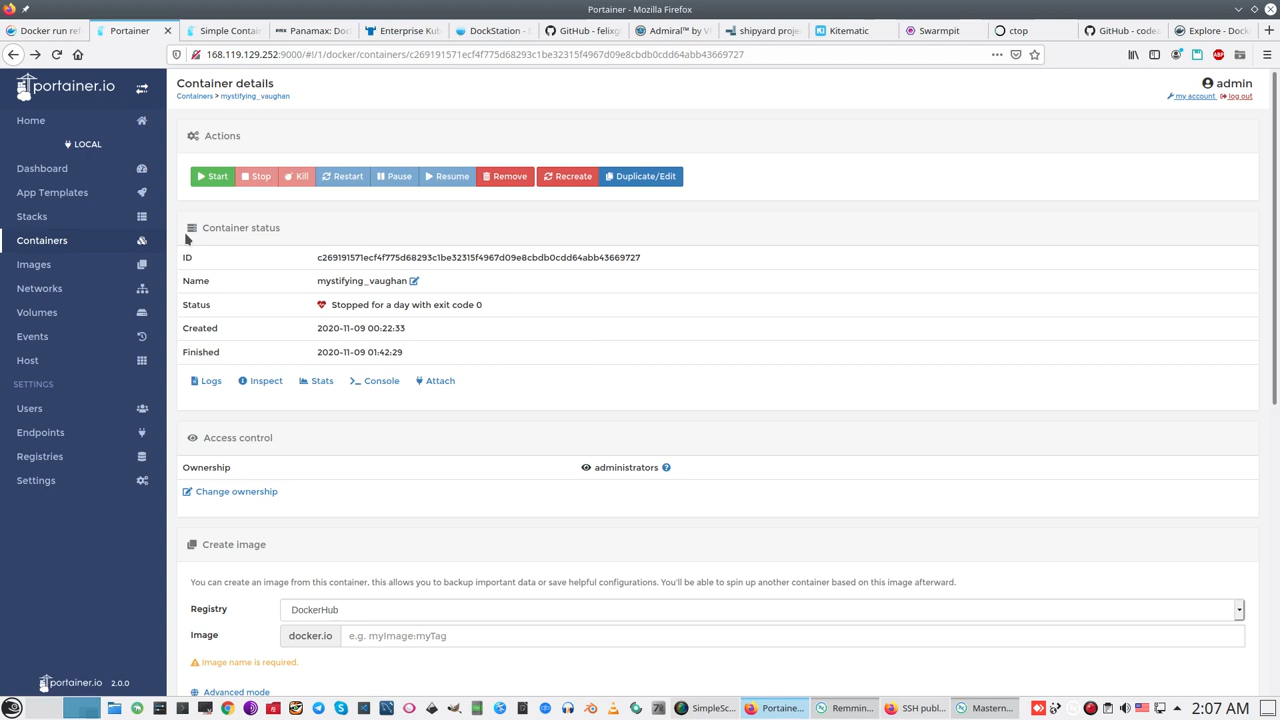 Portainer - Mozilla Firefox
Docker run ref
Portainer
Simple Contain
Panamax: Doc
Enterprise Kub
DockStation -
GitHub - felixg
Admiral™ by V
shipyard proje
Kitematic
Swarmpit
ctop
GitHub - codea
Explore - Dock
168.119.129.252:9000/#!/1/docker/containers/c269191571ecf4f775d68293c1be32315f4967d09e8cbdb0cdd64abb43669727
portainer.io
Home
LOCAL
Dashboard
App Templates
Stacks
Containers
Images
Networks
Volumes
Events
Host
SETTINGS
Users
Endpoints
Registries
Settings
portainer.io 2.0.0
Container details
Containers > mystifying_vaughan
admin
my account log out
Actions
Start Stop Kill Restart Pause Resume Remove Recreate Duplicate/Edit
Container status
ID c269191571ecf4f775d68293c1be32315f4967d09e8cbdb0cdd64abb43669727
Name mystifying_vaughan
Status Stopped for a day with exit code 0
Created 2020-11-09 00:22:33
Finished 2020-11-09 01:42:29
Logs Inspect Stats Console Attach
Access control
Ownership administrators
Change ownership
Create image
You can create an image from this container, this allows you to backup important data or save helpful configurations. You'll be able to spin up another container based on this image afterward.
Registry DockerHub
Image docker.io e.g. myImage:myTag
Image name is required.
Advanced mode
SimpleSc...
Portaine...
Remmin...
SSH publ...
Mastern...
2:07 AM